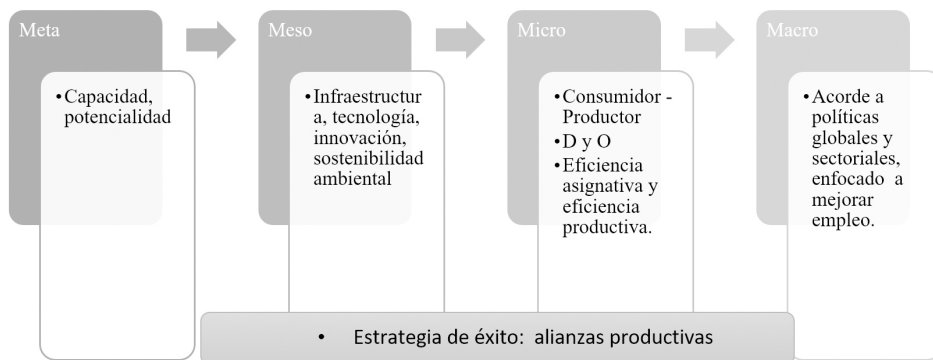 Meta
•Capacidad,
potencialidad
Meso
•Infraestructur
a, tecnología,
innovación,
sostenibilidad
ambiental
Micro
•Consumidor -
Productor
•D y O
•Eficiencia
asignativa y
eficiencia
productiva.
Macro
•Acorde a
políticas
globales y
sectoriales,
enfocado a
mejorar
empleo.
• Estrategia de éxito: alianzas productivas